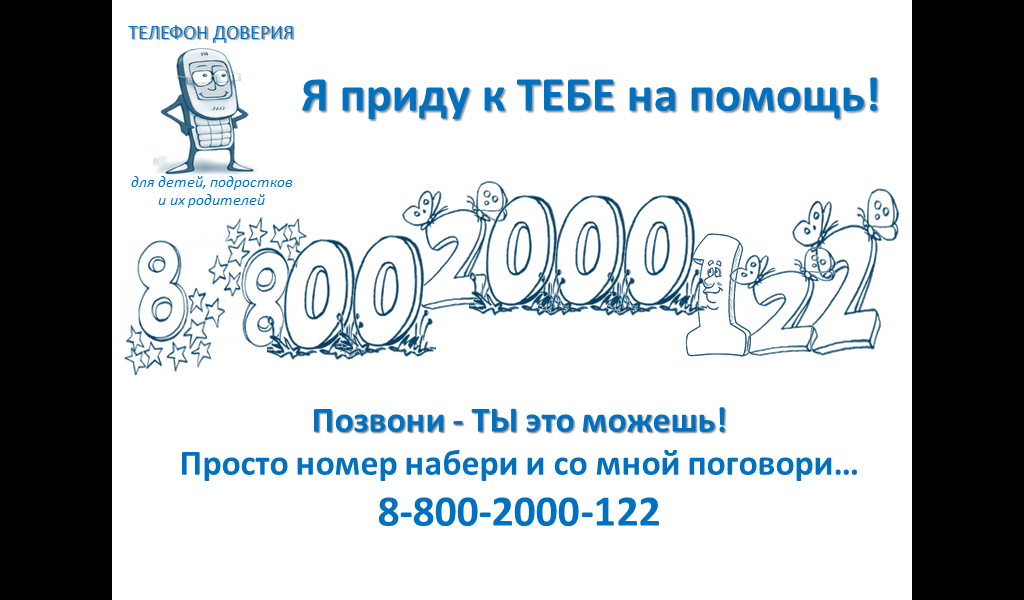 ТЕЛЕФОН ДОВЕРИЯ
Я приду к ТЕБЕ на помощь!
для детей, подростков
и их родителей
8 800 2000 122
Позвони - ТЫ это можешь!
Просто номер набери и со мной поговори...
8-800-2000-122